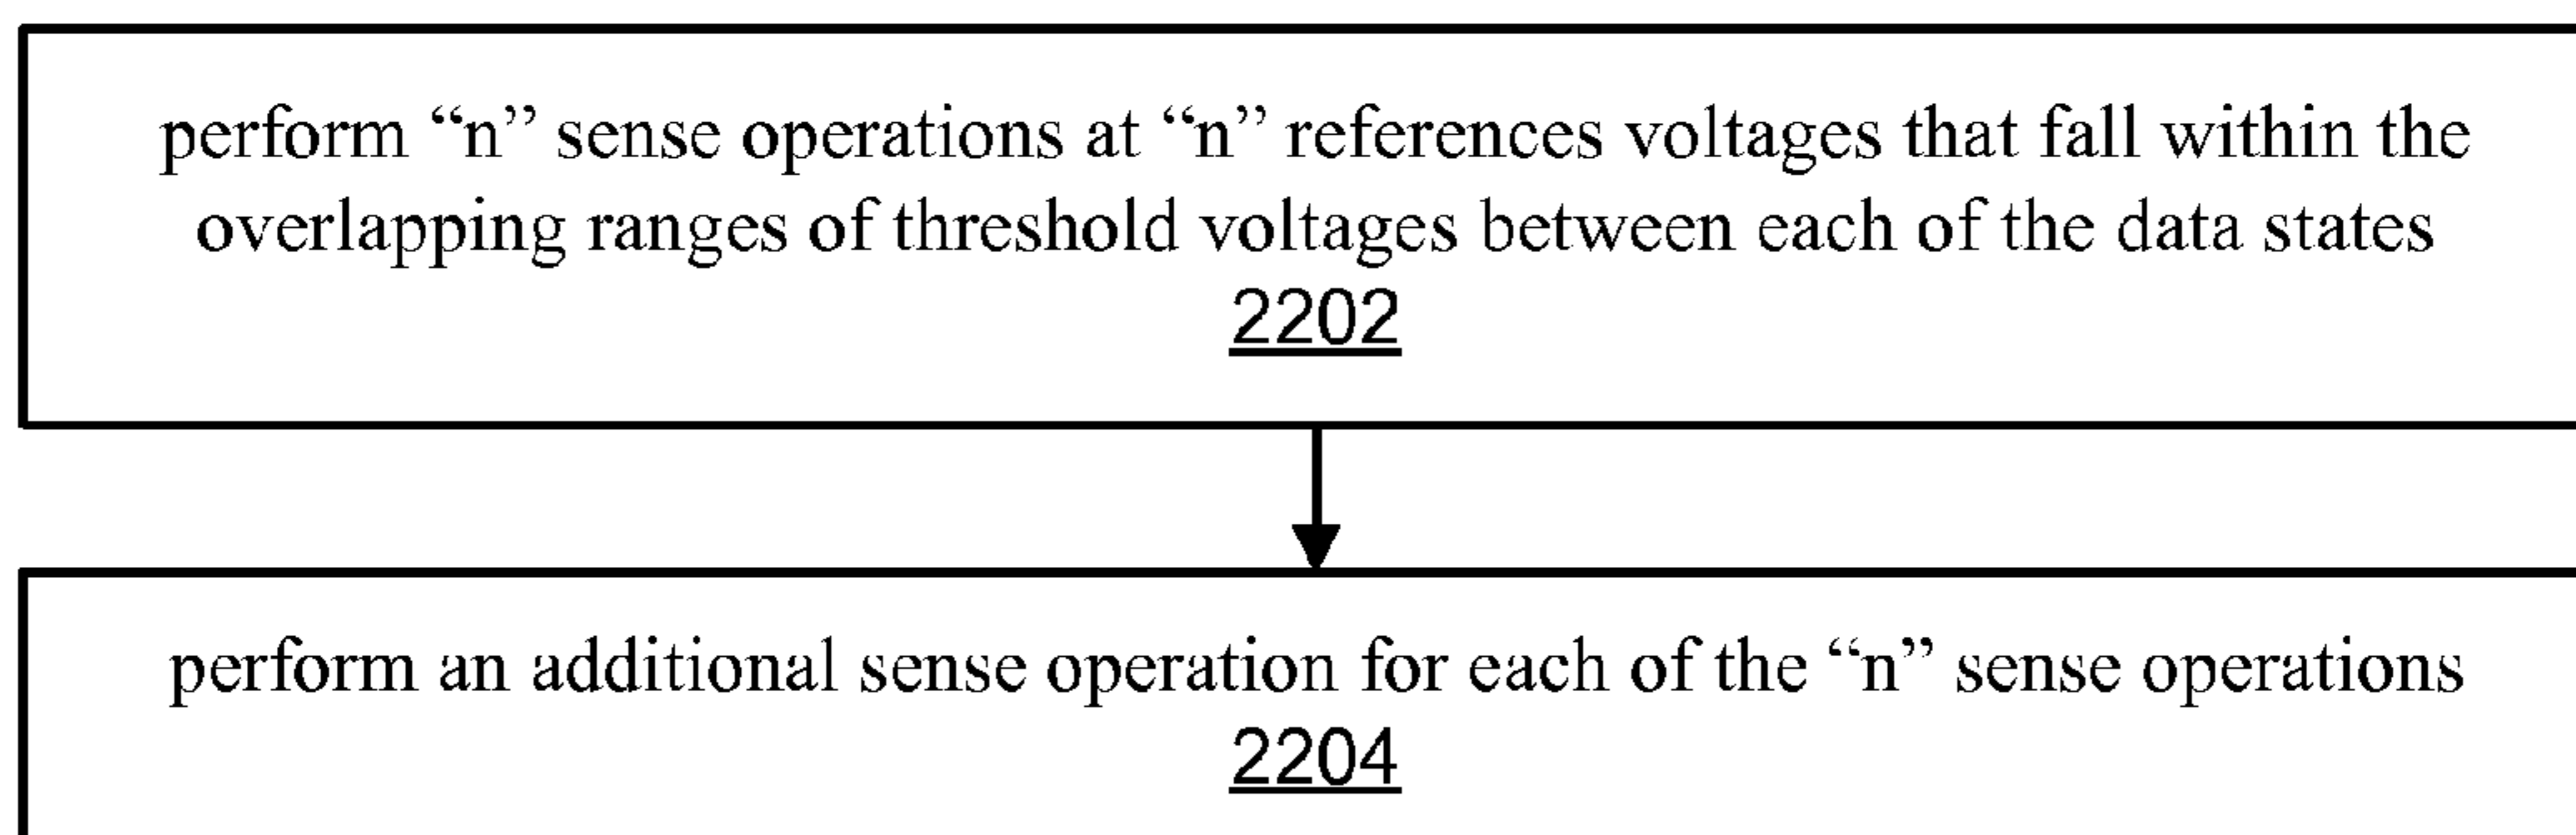 perform “n” sense operations at “n” references voltages that fall within the
overlapping ranges of threshold voltages between each of the data states
2202
perform an additional sense operation for each of the “n” sense operations
2204